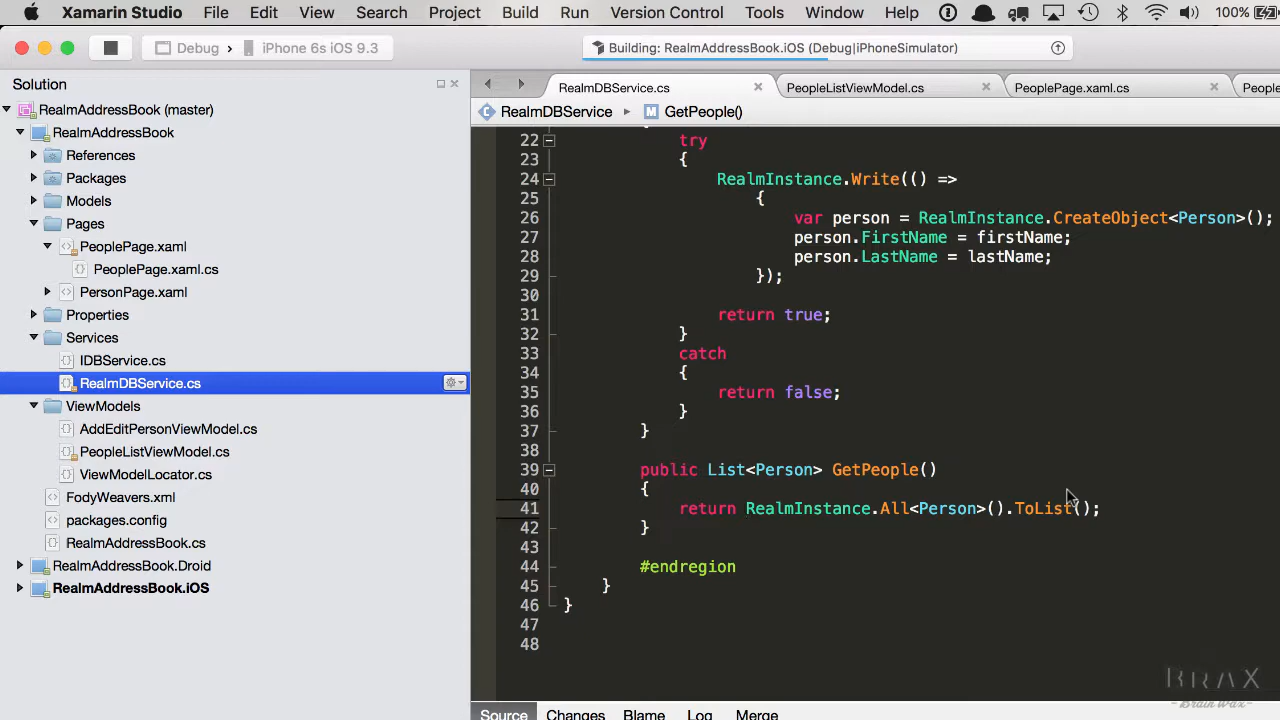 Xamarin Studio File Edit View Search Project Build Run Version Control Tools Window Help 100%
Debug iPhone 6s iOS 9.3 Building: RealmAddressBook.iOS (Debug|iPhoneSimulator)
Solution
RealmAddressBook (master)
RealmAddressBook
References
Packages
Models
Pages
PeoplePage.xaml
PeoplePage.xaml.cs
PersonPage.xaml
Properties
Services
IDBService.cs
RealmDBService.cs
ViewModels
AddEditPersonViewModel.cs
PeopleListViewModel.cs
ViewModelLocator.cs
FodyWeavers.xml
packages.config
RealmAddressBook.cs
RealmAddressBook.Droid
RealmAddressBook.iOS
RealmDBService.cs PeopleListViewModel.cs PeoplePage.xaml.cs People
RealmDBService GetPeople()
22 try
23 {
24 RealmInstance.Write(() =>
25 {
26 var person = RealmInstance.CreateObject<Person>();
27 person.FirstName = firstName;
28 person.LastName = lastName;
29 });
30
31 return true;
32 }
33 catch
34 {
35 return false;
36 }
37 }
38
39 public List<Person> GetPeople()
40 {
41 return RealmInstance.All<Person>().ToList();
42 }
43
44 #endregion
45 }
46 }
47
48
BRAX
Brain Wax
Source Changes Blame Log Merge